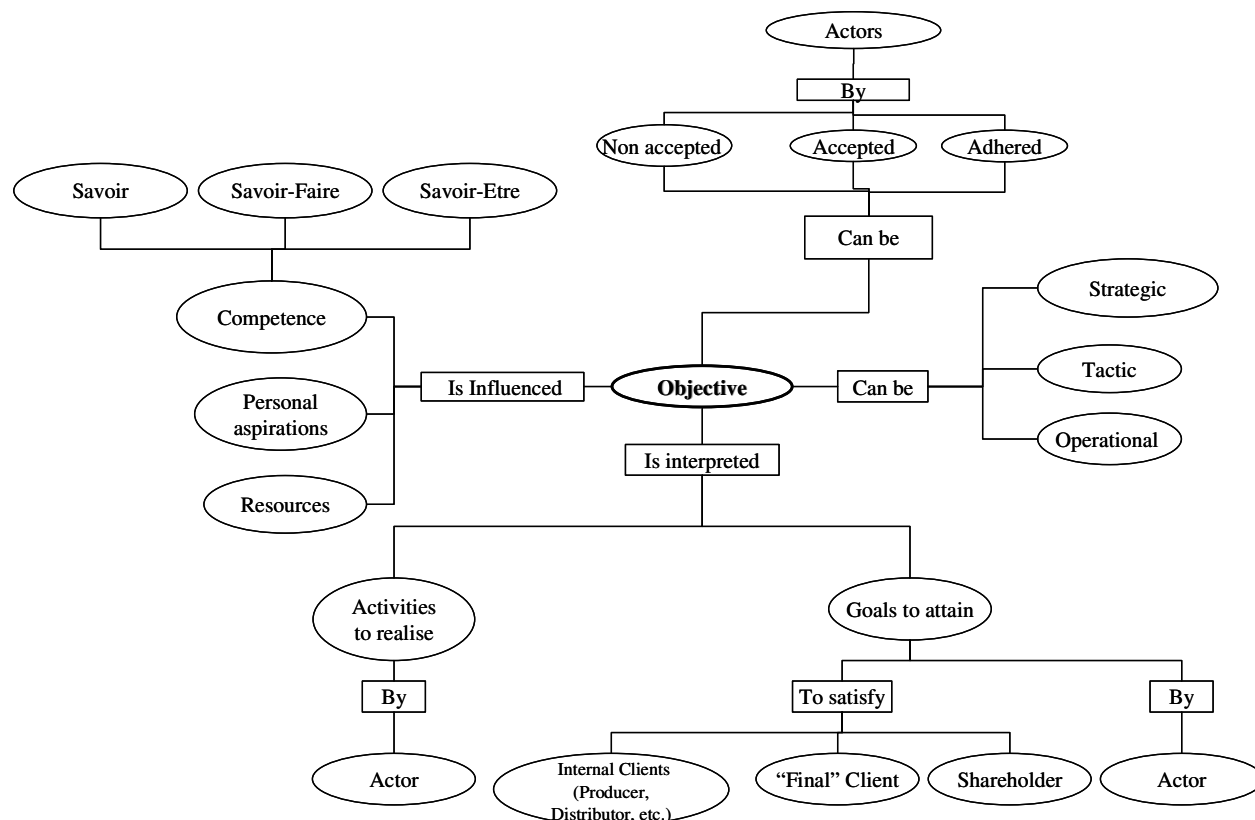 Actors
By
Non accepted
Accepted
Adhered
Savoir
Savoir-Faire
Savoir-Etre
Can be
Competence
Strategic
Is Influenced
Objective
Can be
Tactic
Personal
aspirations
Operational
Is interpreted
Resources
Activities
to realise
Goals to attain
By
To satisfy
By
Actor
Internal Clients
(Producer,
Distributor, etc.)
“Final” Client
Shareholder
Actor